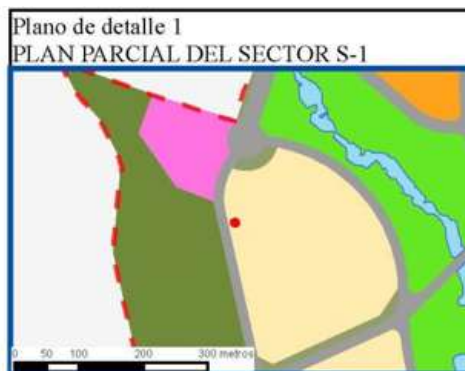 Plano de detalle 1
PLAN PARCIAL DEL SECTOR S-1
0 50 100 200 300 metros